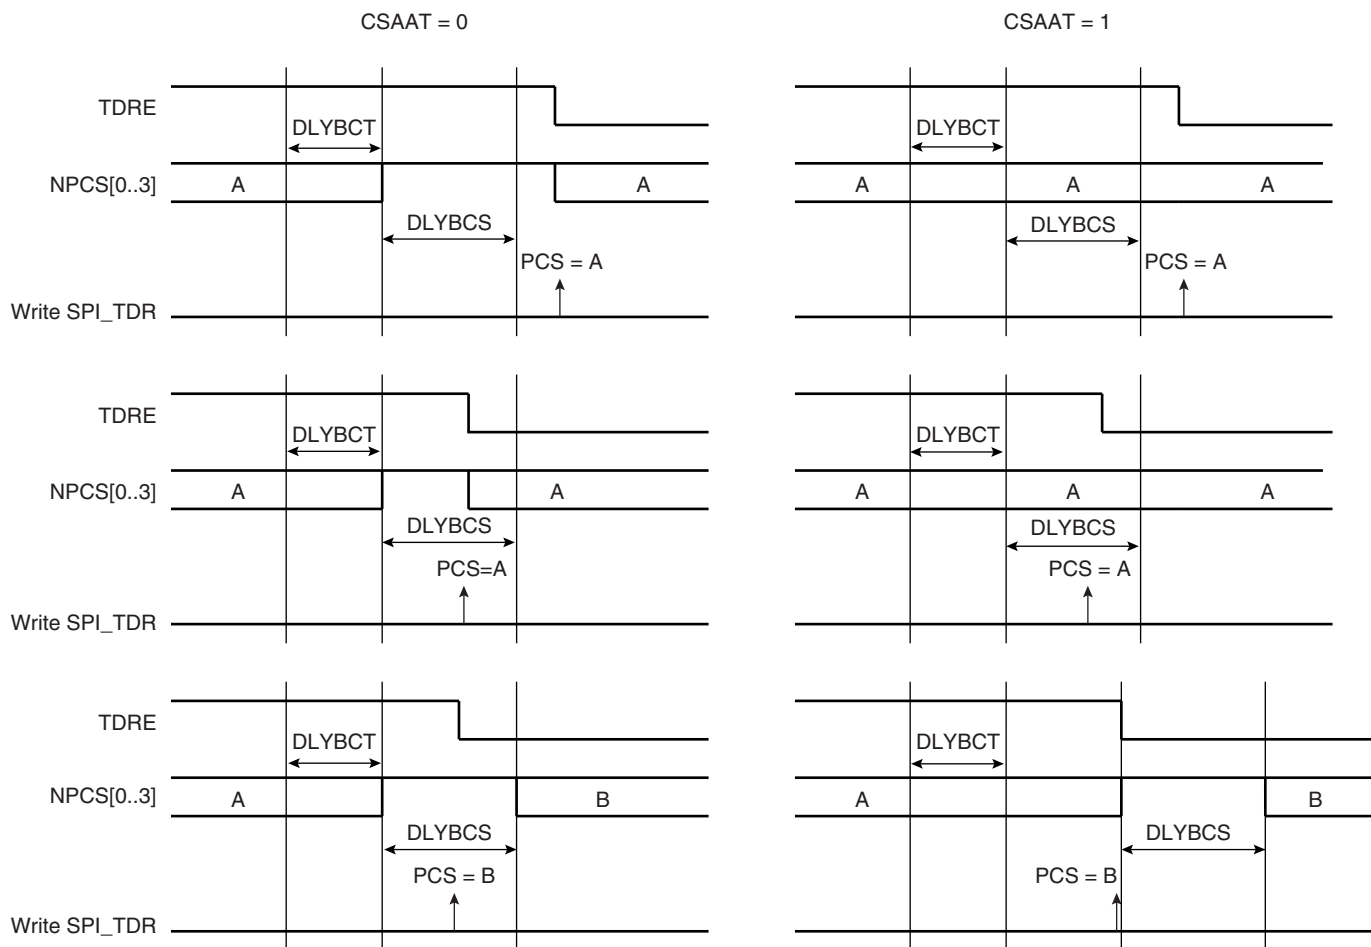 CSAAT = 0
CSAAT = 1
TDRE
DLYBCT
DLYBCT
NPCS[0..3]
A
A
A
A
A
DLYBCS
DLYBCS
PCS = A
PCS = A
Write SPI_TDR
TDRE
DLYBCT
DLYBCT
NPCS[0..3]
A
A
A
A
A
DLYBCS
DLYBCS
PCS=A
PCS = A
Write SPI_TDR
TDRE
DLYBCT
DLYBCT
NPCS[0..3]
A
B
A
B
DLYBCS
DLYBCS
PCS = B
PCS = B
Write SPI_TDR